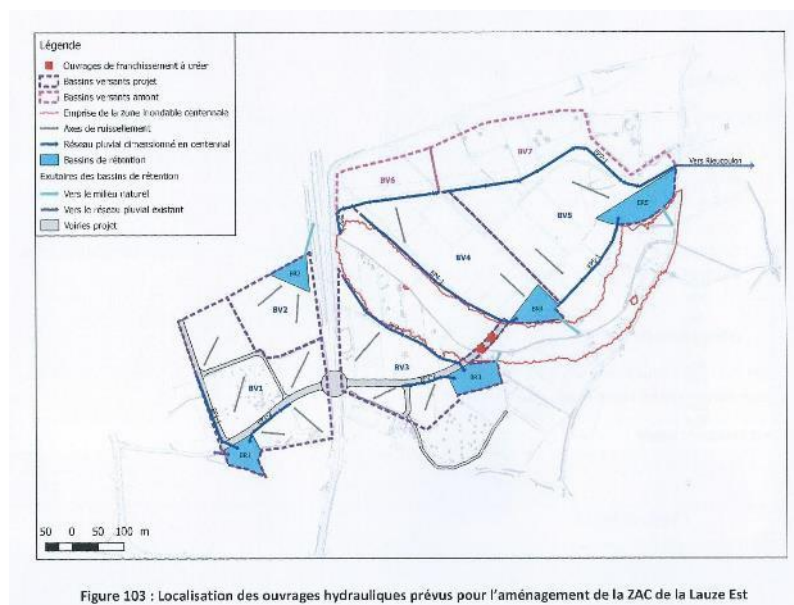 Légende
Ouvrages de franchissement à créer
Bassins versants projet
Bassins versants amont
Emprise de la zone inondable centennale
Axes de ruissellement
Réseau pluvial dimensionné en centennal
Bassins de rétention
Exutoires des bassins de rétention
Vers le milieu naturel
Vers le réseau pluvial existant
Voiries projet
BV7
BV6
Vers Rieucoulon
BV5
BV4
BV2
BV3
BV1
50 0 50 100 m
Figure 103 : Localisation des ouvrages hydrauliques prévus pour l'aménagement de la ZAC de la Lauze Est